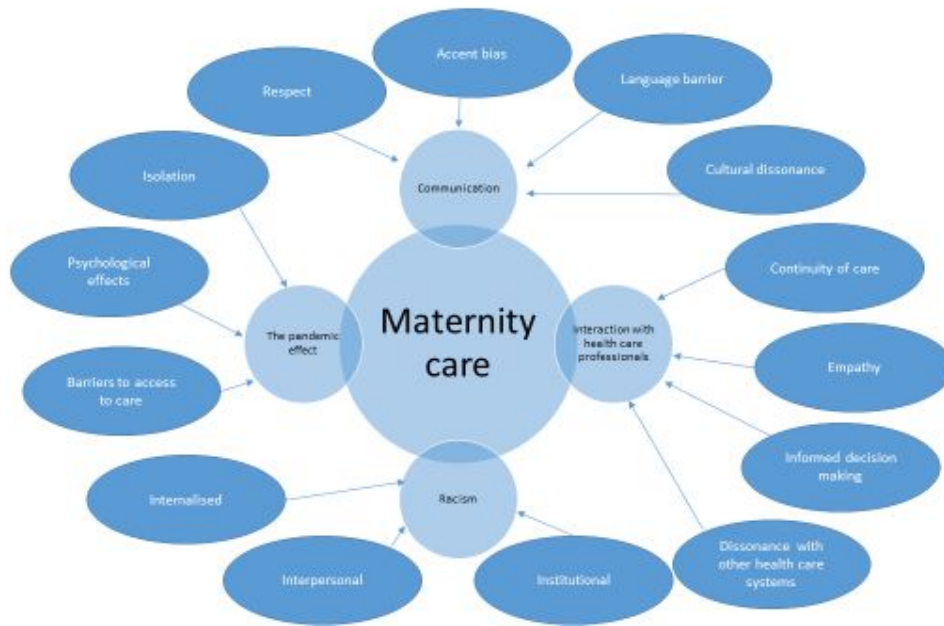 Accent bias
Language barrier
Respect
Cultural dissonance
Communication
Isolation
Continuity of care
Psychological
effects
Maternity
care
The pandemic
effect
Interaction with
health care
professionals
Empathy
Barriers to access
to care
Informed decision
making
Internalised
Racism
Dissonance with
other health care
systems
Interpersonal
Institutional